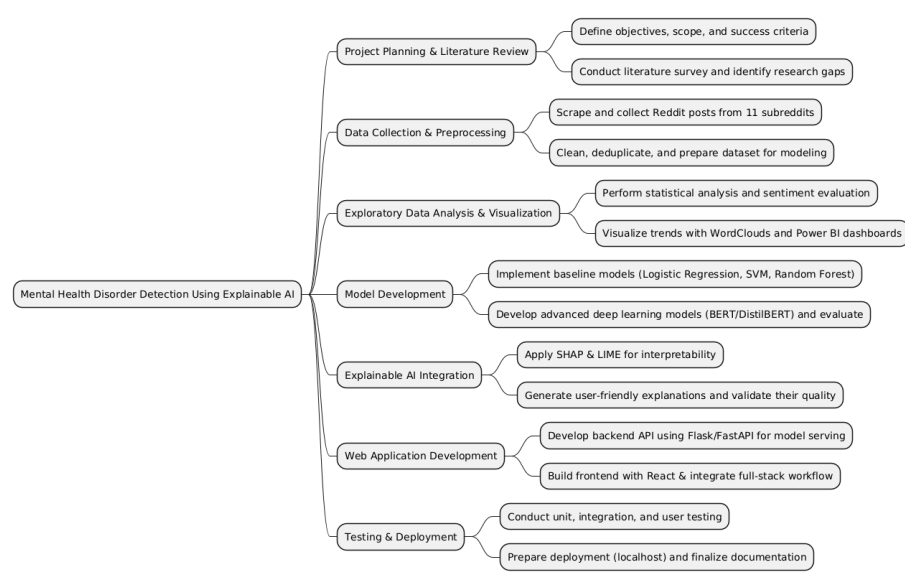 Mental Health Disorder Detection Using Explainable AI
Project Planning & Literature Review
Define objectives, scope, and success criteria
Conduct literature survey and identify research gaps
Data Collection & Preprocessing
Scrape and collect Reddit posts from 11 subreddits
Clean, deduplicate, and prepare dataset for modeling
Exploratory Data Analysis & Visualization
Perform statistical analysis and sentiment evaluation
Visualize trends with WordClouds and Power BI dashboards
Model Development
Implement baseline models (Logistic Regression, SVM, Random Forest)
Develop advanced deep learning models (BERT/DistilBERT) and evaluate
Explainable AI Integration
Apply SHAP & LIME for interpretability
Generate user-friendly explanations and validate their quality
Web Application Development
Develop backend API using Flask/FastAPI for model serving
Build frontend with React & integrate full-stack workflow
Testing & Deployment
Conduct unit, integration, and user testing
Prepare deployment (localhost) and finalize documentation